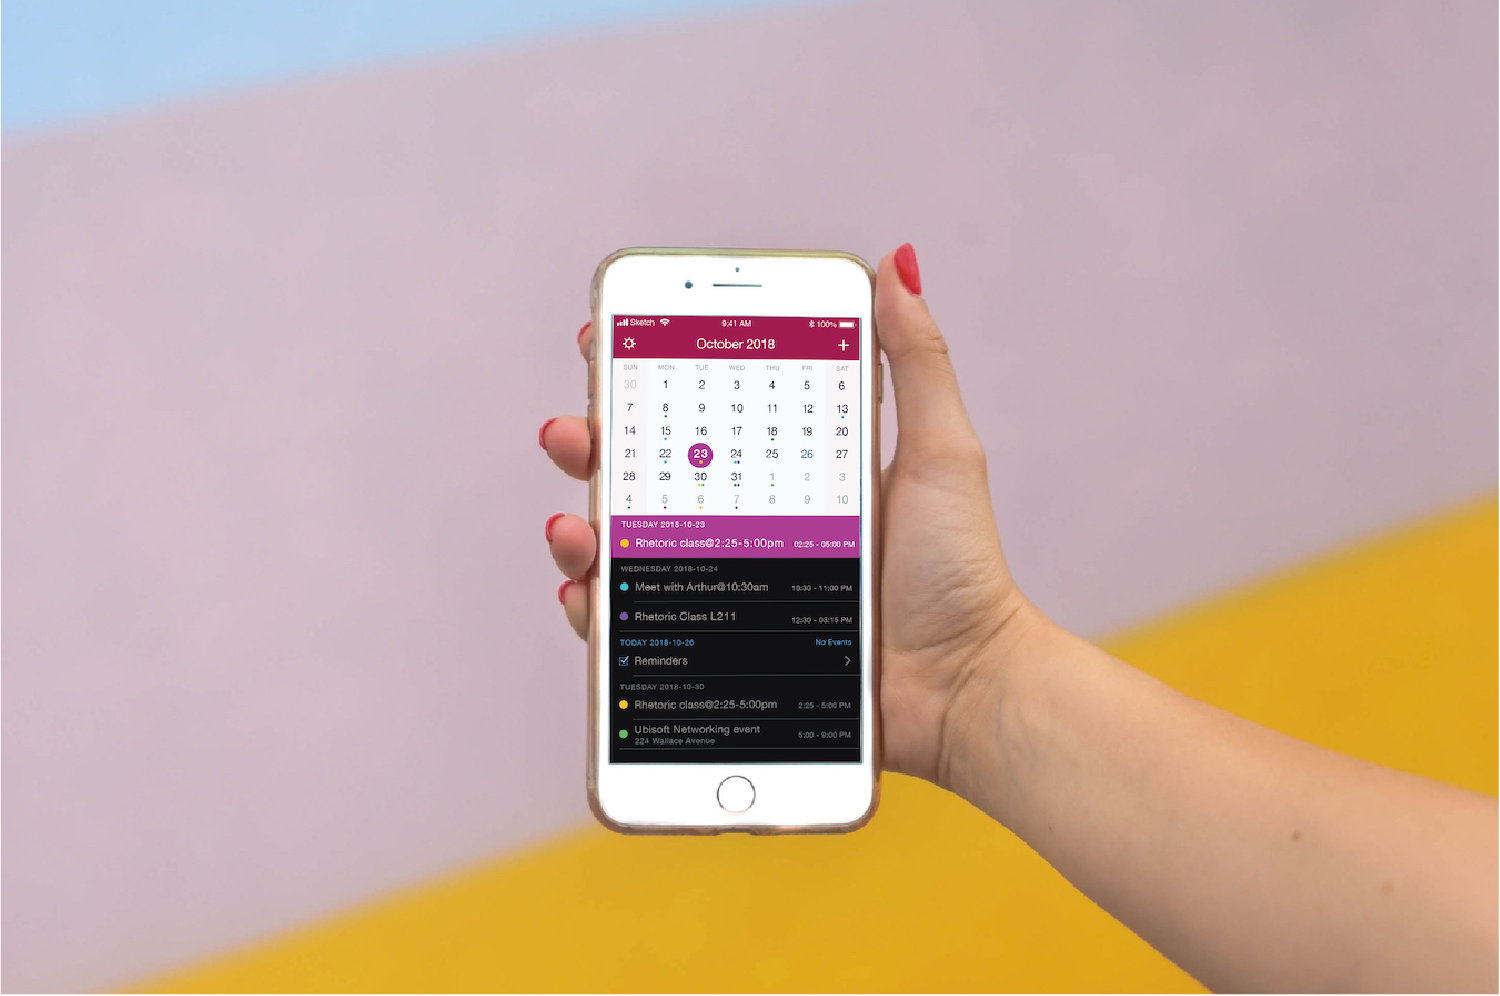 Sketch 9:41 AM 100%
October 2018
SUN MON TUE WED THU FRI SAT
30 1 2 3 4 5 6
7 8 9 10 11 12 13
14 15 16 17 18 19 20
21 22 23 24 25 26 27
28 29 30 31 1 2 3
4 5 6 7 8 9 10
TUESDAY 2018-10-23
Rhetoric class@2:25-5:00pm 02:25 - 05:00 PM
WEDNESDAY 2018-10-24
Meet with Arthur@10:30am 10:30 - 11:00 PM
Rhetoric Class L211 12:30 - 03:15 PM
TODAY 2018-10-26 No Events
Reminders
TUESDAY 2018-10-30
Rhetoric class@2:25-5:00pm 2:25 - 5:00 PM
Ubisoft Networking event 5:00 - 9:00 PM
224 Wallace Avenue